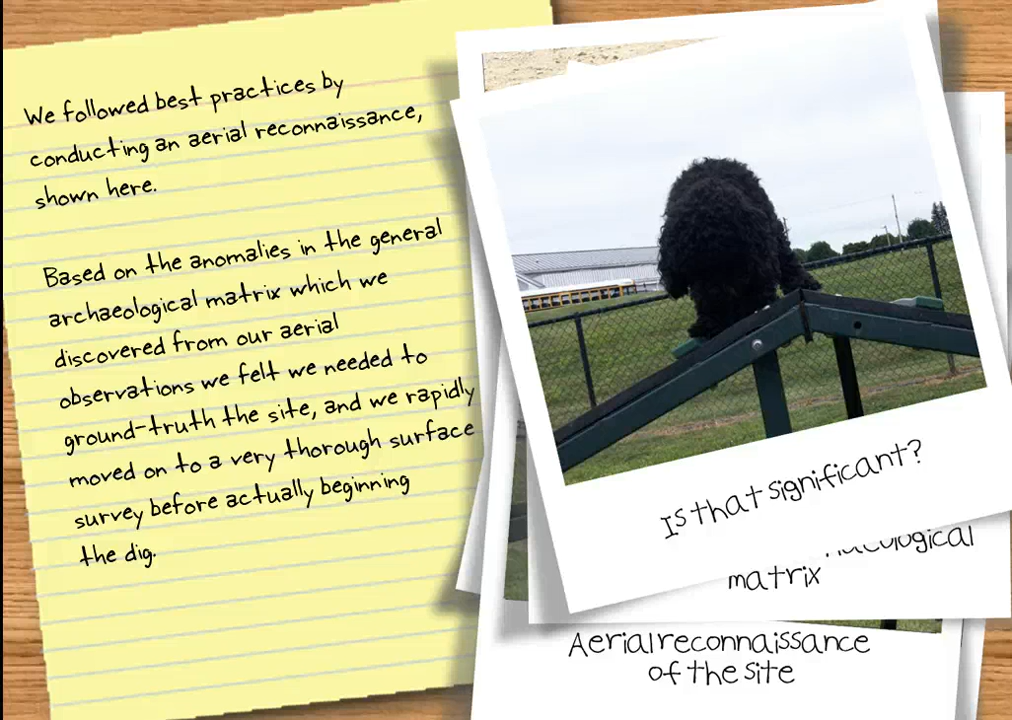 We followed best practices by
conducting an aerial reconnaissance,
shown here.
Based on the anomalies in the general
archaeological matrix which we
discovered from our aerial
observations we felt we needed to
ground-truth the site, and we rapidly
moved on to a very thorough surface
survey before actually beginning
the dig.
Is that significant?
matrix
Aerial reconnaissance
of the site